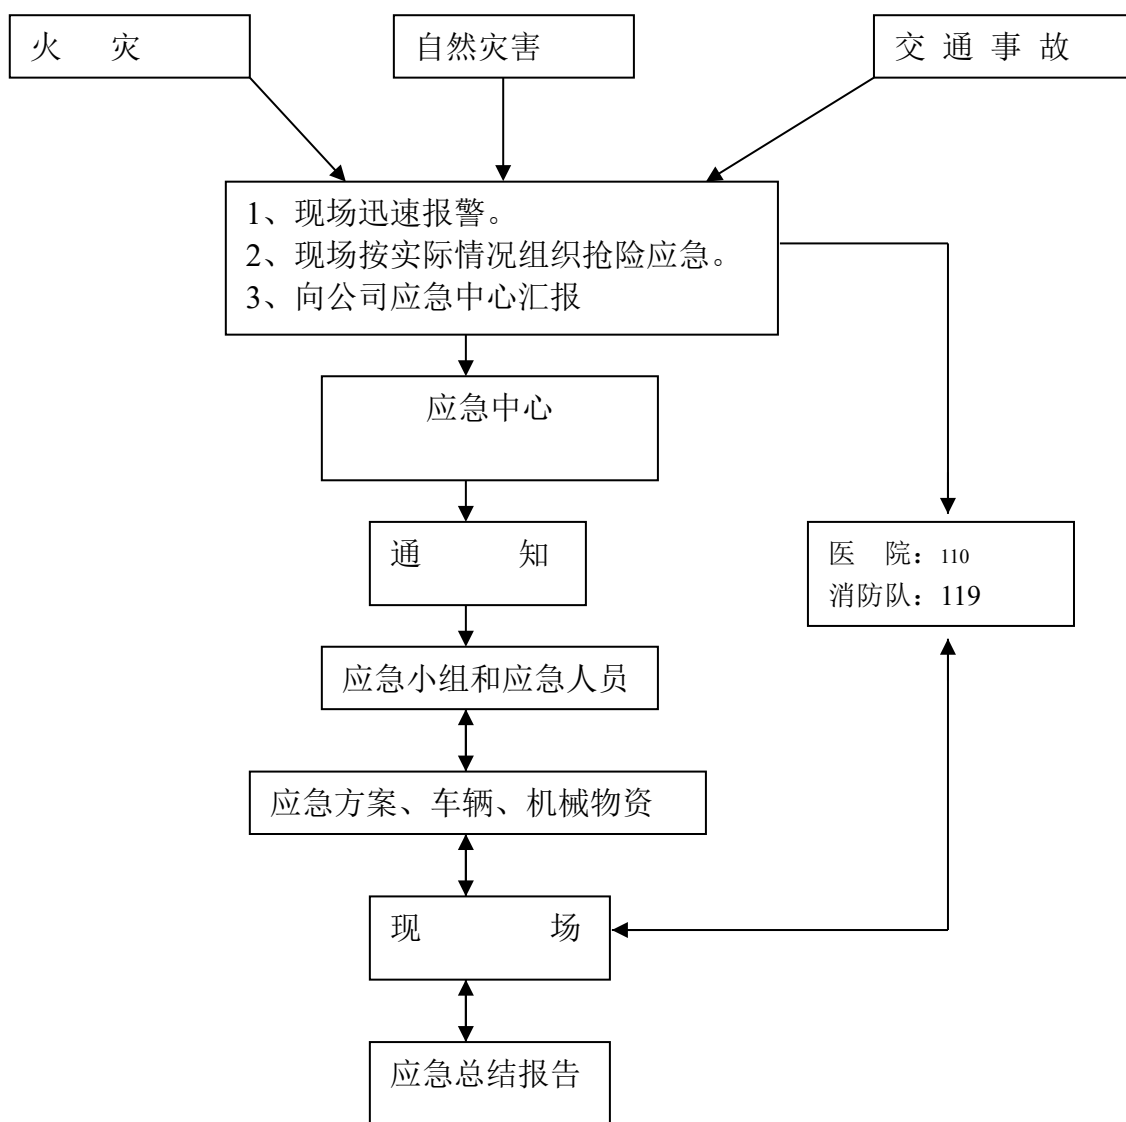 火 灾
自然灾害
交 通 事 故
1、现场迅速报警。
2、现场按实际情况组织抢险应急。
3、向公司应急中心汇报
应急中心
通 知
医 院：110
消防队：119
应急小组和应急人员
应急方案、车辆、机械物资
现 场
应急总结报告